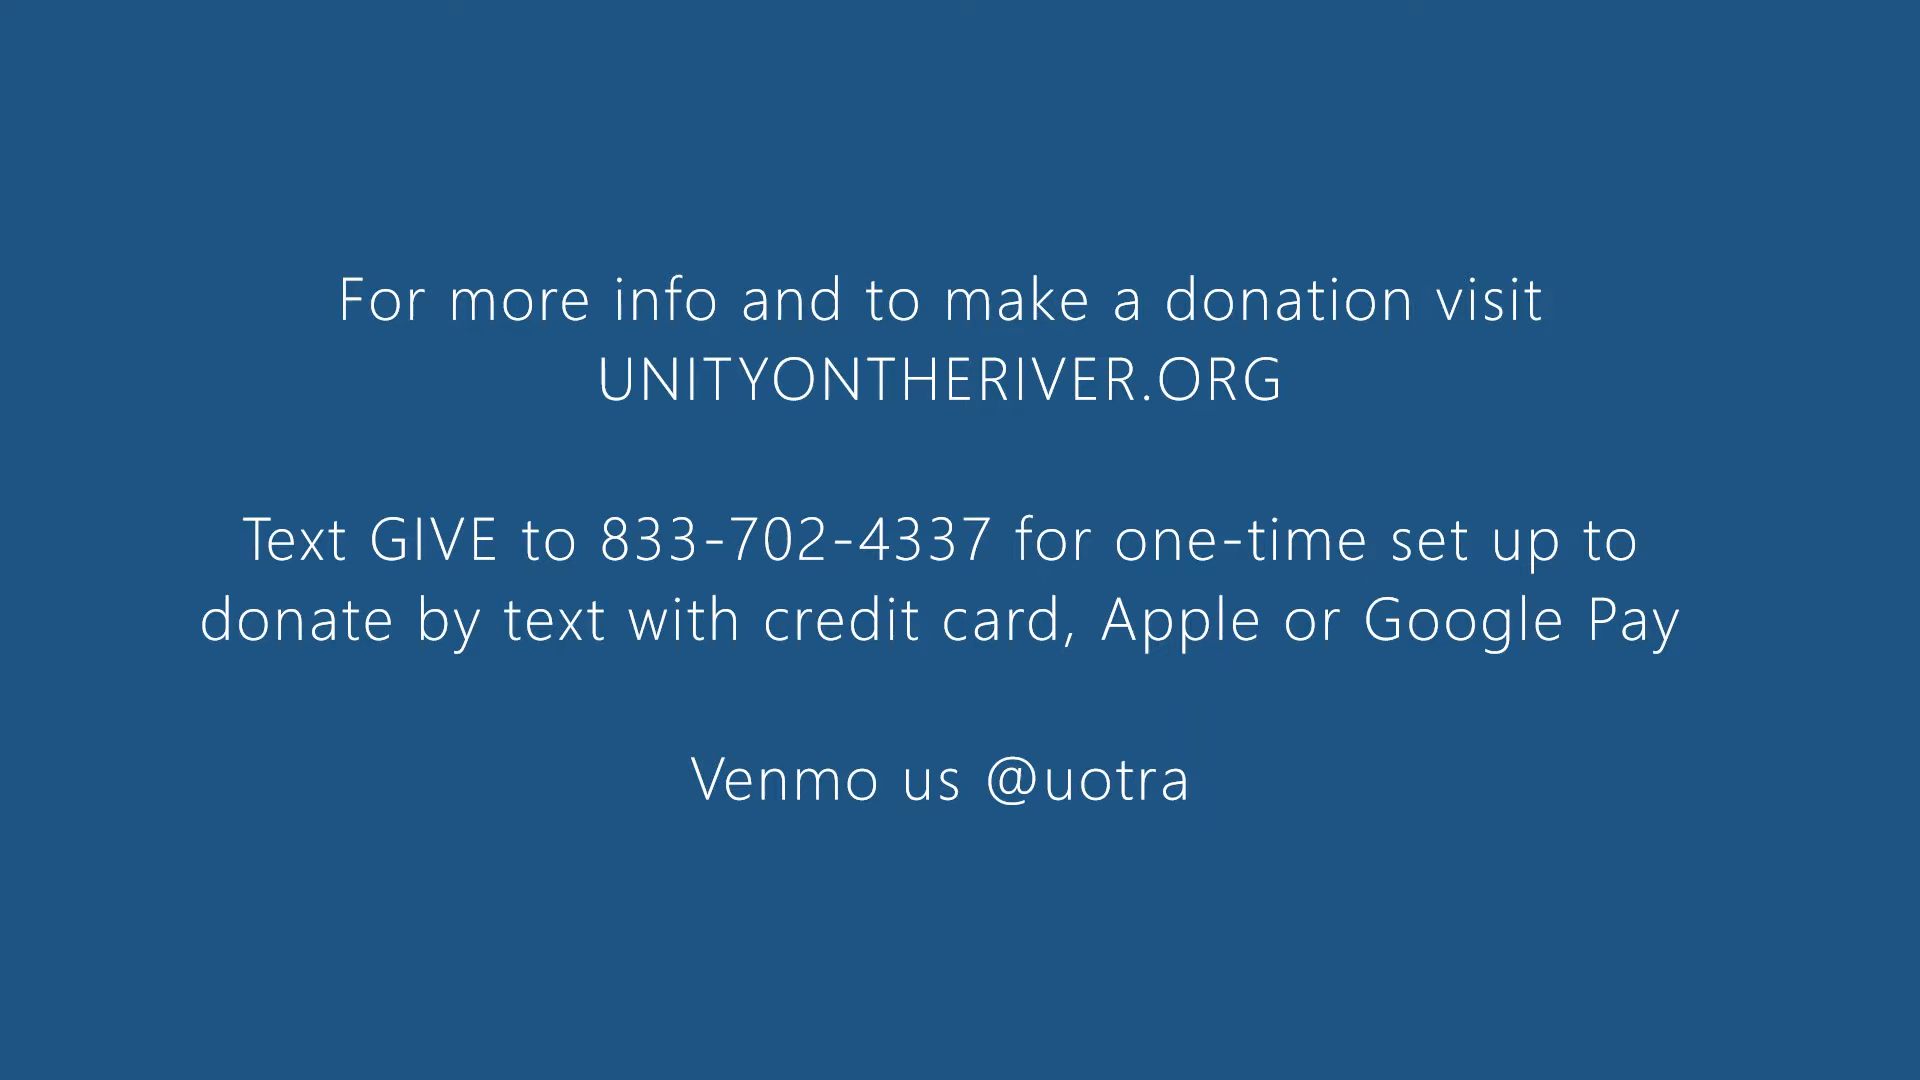 For more info and to make a donation visit
UNITYONTHERIVER.ORG
Text GIVE to 833-702-4337 for one-time set up to
donate by text with credit card, Apple or Google Pay
Venmo us @uotra